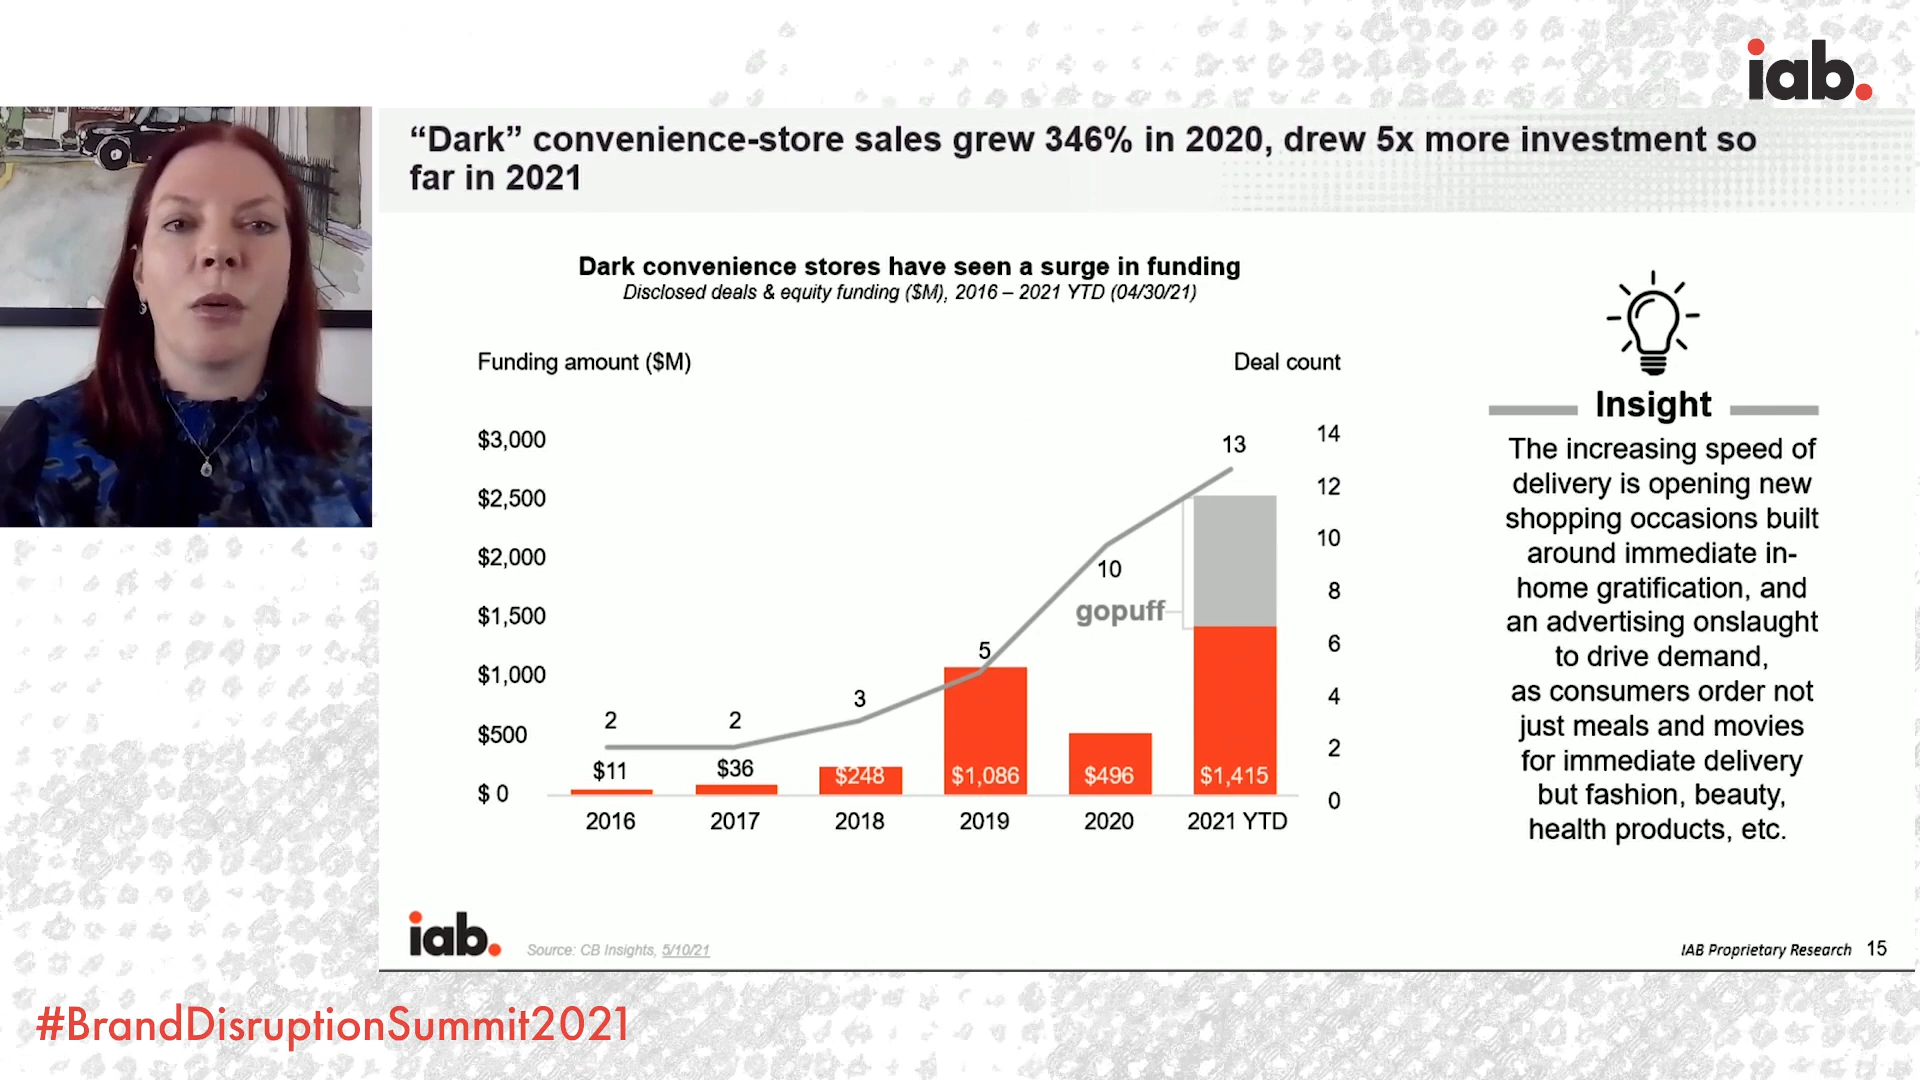 iab.
“Dark” convenience-store sales grew 346% in 2020, drew 5x more investment so
far in 2021
Dark convenience stores have seen a surge in funding
Disclosed deals & equity funding ($M), 2016 – 2021 YTD (04/30/21)
Funding amount ($M)
Deal count
$3,000
$2,500
$2,000
$1,500
$1,000
$500
$ 0
2
2
3
5
10
13
gopuff
$11
$36
$248
$1,086
$496
$1,415
2016
2017
2018
2019
2020
2021 YTD
14
12
10
8
6
4
2
0
Insight
The increasing speed of
delivery is opening new
shopping occasions built
around immediate in-
home gratification, and
an advertising onslaught
to drive demand,
as consumers order not
just meals and movies
for immediate delivery
but fashion, beauty,
health products, etc.
iab.
Source: CB Insights, 5/10/21
IAB Proprietary Research 15
#BrandDisruptionSummit2021